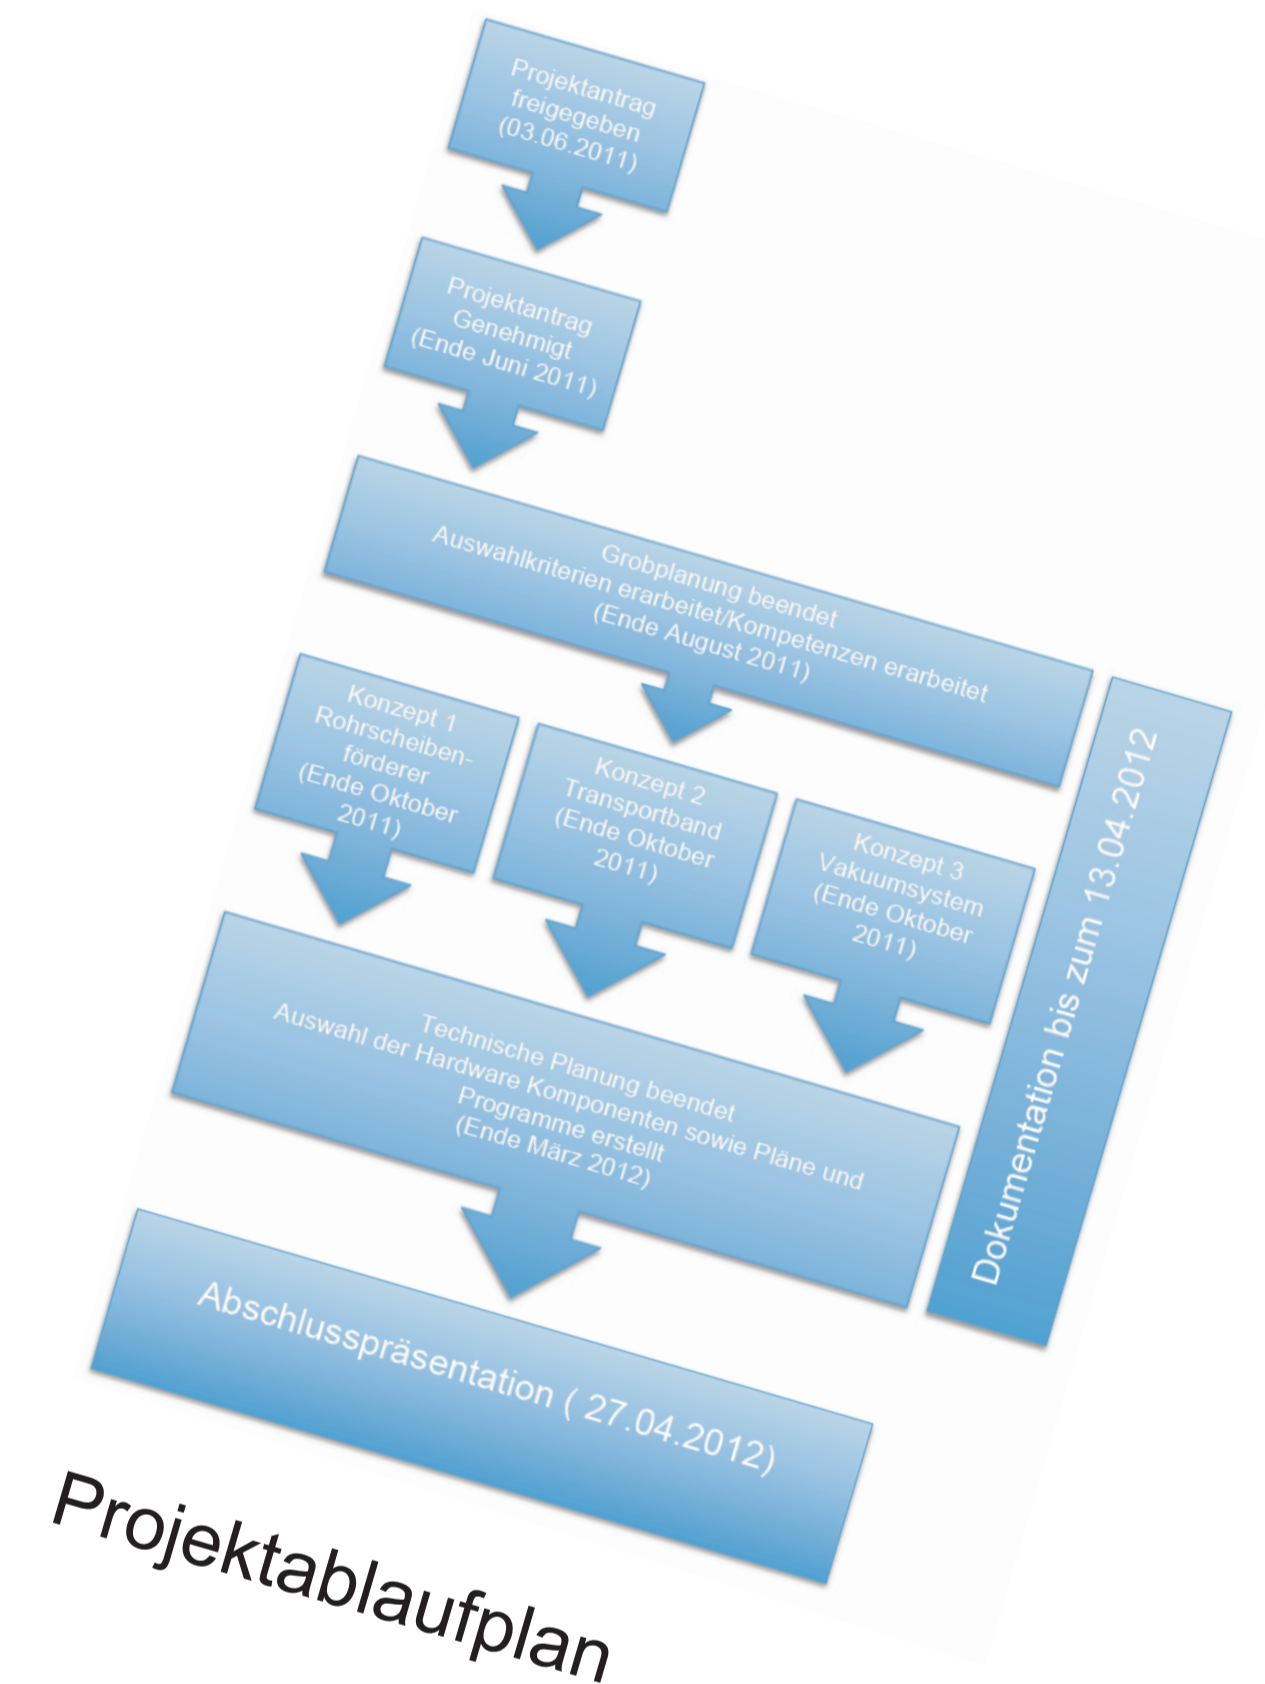 Projektantrag
freigegeben
(03.06.2011)
Projektantrag
Genehmigt
(Ende Juni 2011)
Grobplanung beendet
Auswahlkriterien erarbeitet/Kompetenzen erarbeitet
(Ende August 2011)
Konzept 1
Rohrscheiben-
förderer
(Ende Oktober
2011)
Konzept 2
Transportband
(Ende Oktober
2011)
Konzept 3
Vakuumsystem
(Ende Oktober
2011)
Dokumentation bis zum 13.04.2012
Technische Planung beendet
Auswahl der Hardware Komponenten sowie Pläne und
Programme erstellt
(Ende März 2012)
Abschlusspräsentation ( 27.04.2012)
Projektablaufplan